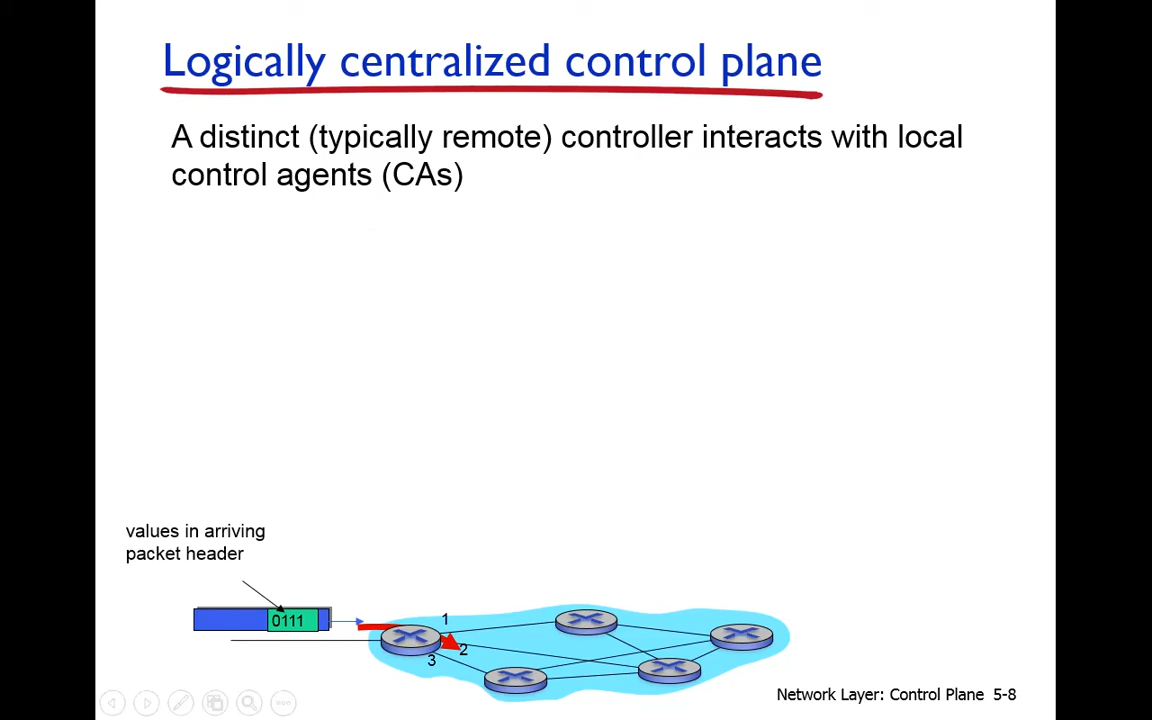 Logically centralized control plane
A distinct (typically remote) controller interacts with local
control agents (CAs)
values in arriving
packet header
0111
1
2
3
Network Layer: Control Plane 5-8